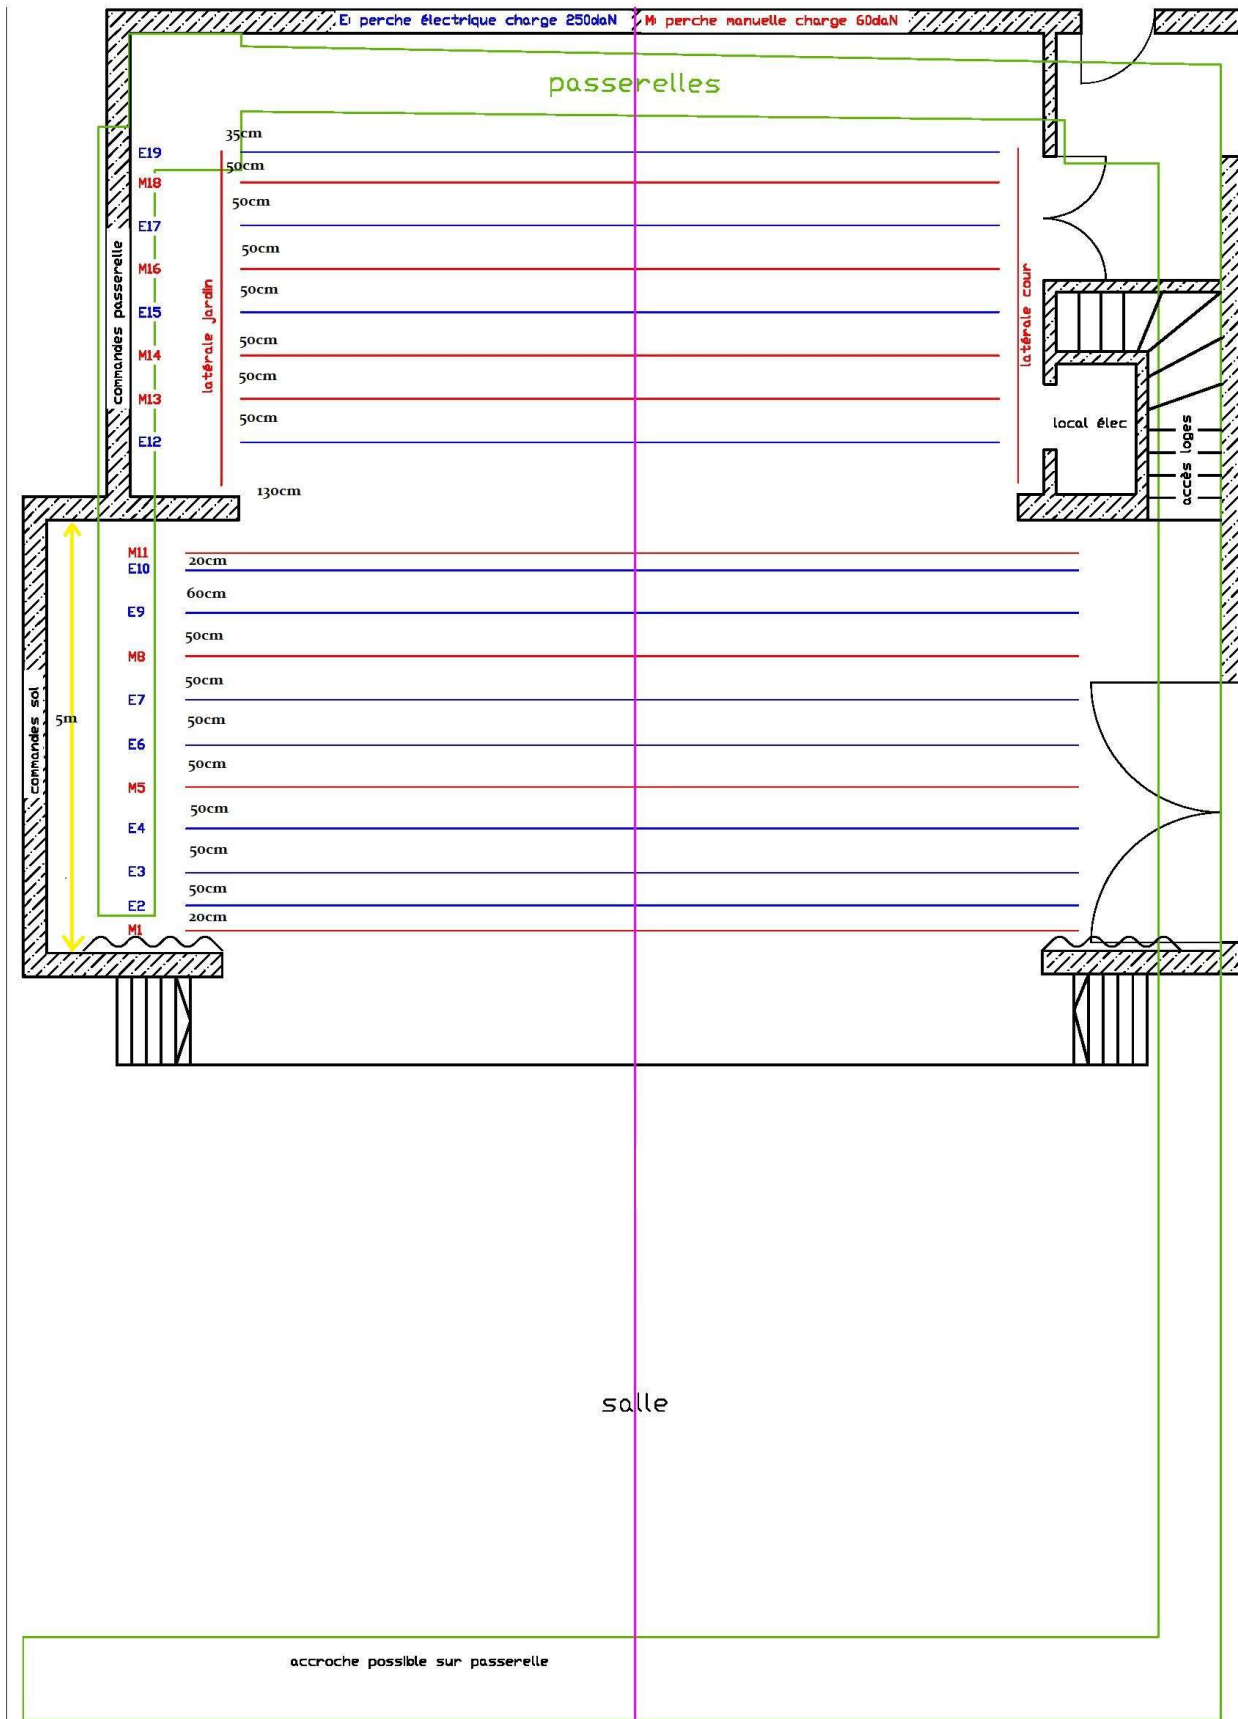 E: perche électrique charge 250daN M: perche manuelle charge 60daN
passerelles
35cm
E19
50cm
M18
50cm
E17
50cm
M16
50cm
E15
50cm
M14
50cm
M13
50cm
E12
commandes passerelle
latérale jardin
latérale cour
local élec
accès loges
130cm
M11
20cm
E10
60cm
E9
50cm
M8
50cm
E7
50cm
E6
50cm
M5
50cm
E4
50cm
E3
50cm
E2
20cm
M1
commandes sol
5m
salle
accroche possible sur passerelle